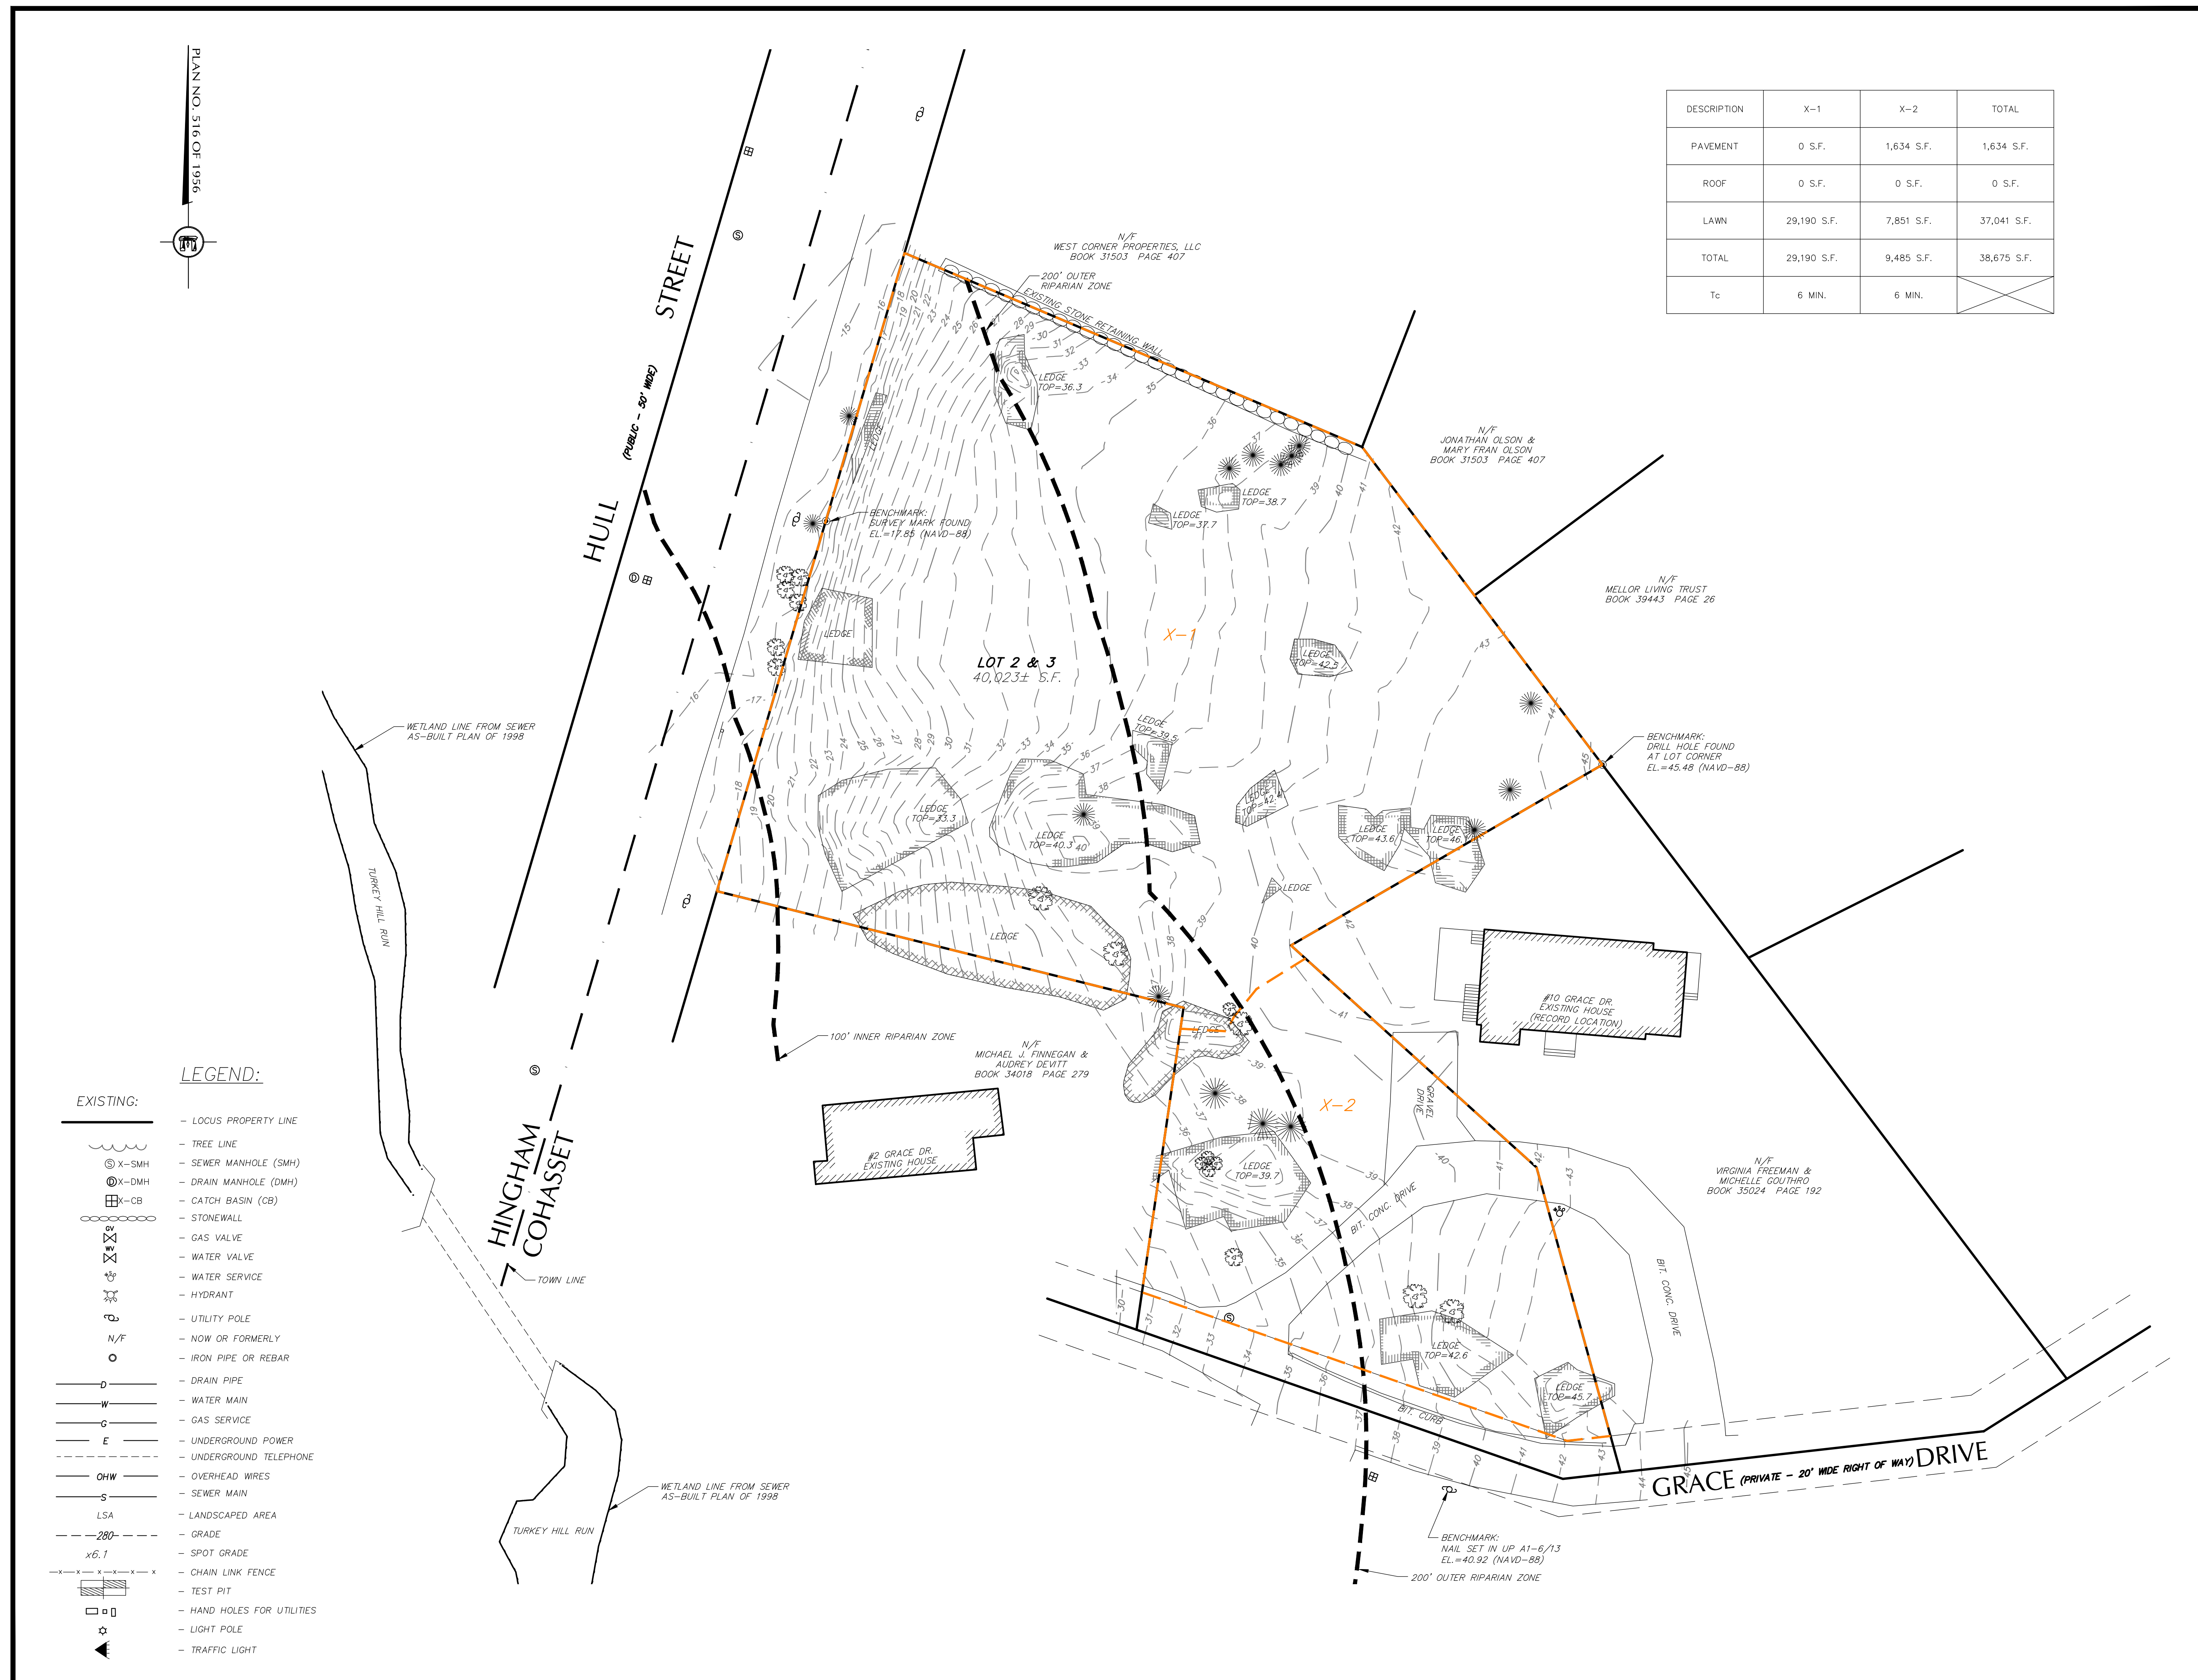 PLAN NO. 516 OF 1956
HULL STREET
(PUBLIC - 50' WIDE)
N/F
WEST CORNER PROPERTIES, LLC
BOOK 31503 PAGE 407
200' OUTER
RIPARIAN ZONE
EXISTING STONE RETAINING WALL
DESCRIPTION X-1 X-2 TOTAL
PAVEMENT 0 S.F. 1,634 S.F. 1,634 S.F.
ROOF 0 S.F. 0 S.F. 0 S.F.
LAWN 29,190 S.F. 7,851 S.F. 37,041 S.F.
TOTAL 29,190 S.F. 9,485 S.F. 38,675 S.F.
Tc 6 MIN. 6 MIN.
LEDGE
TOP=36.3
LEDGE
N/F
JONATHAN OLSON &
MARY FRAN OLSON
BOOK 31503 PAGE 407
LEDGE
TOP=38.7
LEDGE
TOP=37.7
BENCHMARK:
SURVEY MARK FOUND
EL.=17.85 (NAVD-88)
N/F
MELLOR LIVING TRUST
BOOK 39443 PAGE 26
X-1
LEDGE
LOT 2 & 3
40,023± S.F.
LEDGE
TOP=42.5
WETLAND LINE FROM SEWER
AS-BUILT PLAN OF 1998
LEDGE
TOP=39.5
BENCHMARK:
DRILL HOLE FOUND
AT LOT CORNER
EL.=45.48 (NAVD-88)
LEDGE
TOP=33.3
LEDGE
TOP=40.3
LEDGE
TOP=42.4
LEDGE
TOP=43.6
LEDGE
TOP=46.1
LEDGE
TURKEY HILL RUN
LEDGE
#10 GRACE DR.
EXISTING HOUSE
(RECORD LOCATION)
LEDGE
100' INNER RIPARIAN ZONE
N/F
MICHAEL J. FINNEGAN &
AUDREY DEVITT
BOOK 34018 PAGE 279
X-2
GRAVEL
DRIVE
#2 GRACE DR.
EXISTING HOUSE
LEDGE
TOP=39.7
N/F
VIRGINIA FREEMAN &
MICHELLE GOUTHRO
BOOK 35024 PAGE 192
BIT. CONC. DRIVE
BIT. CONC. DRIVE
HINGHAM
COHASSET
TOWN LINE
LEDGE
TOP=42.6
LEDGE
TOP=45.7
BIT. CURB
GRACE (PRIVATE - 20' WIDE RIGHT OF WAY) DRIVE
WETLAND LINE FROM SEWER
AS-BUILT PLAN OF 1998
TURKEY HILL RUN
BENCHMARK:
NAIL SET IN UP A1-6/13
EL.=40.92 (NAVD-88)
200' OUTER RIPARIAN ZONE
LEGEND:
EXISTING:
- LOCUS PROPERTY LINE
- TREE LINE
S X-SMH - SEWER MANHOLE (SMH)
D X-DMH - DRAIN MANHOLE (DMH)
X-CB - CATCH BASIN (CB)
- STONEWALL
GV - GAS VALVE
WV - WATER VALVE
- WATER SERVICE
- HYDRANT
- UTILITY POLE
N/F - NOW OR FORMERLY
- IRON PIPE OR REBAR
D - DRAIN PIPE
W - WATER MAIN
G - GAS SERVICE
E - UNDERGROUND POWER
- UNDERGROUND TELEPHONE
OHW - OVERHEAD WIRES
S - SEWER MAIN
LSA - LANDSCAPED AREA
280 - GRADE
x6.1 - SPOT GRADE
x x x x x x - CHAIN LINK FENCE
- TEST PIT
- HAND HOLES FOR UTILITIES
- LIGHT POLE
- TRAFFIC LIGHT